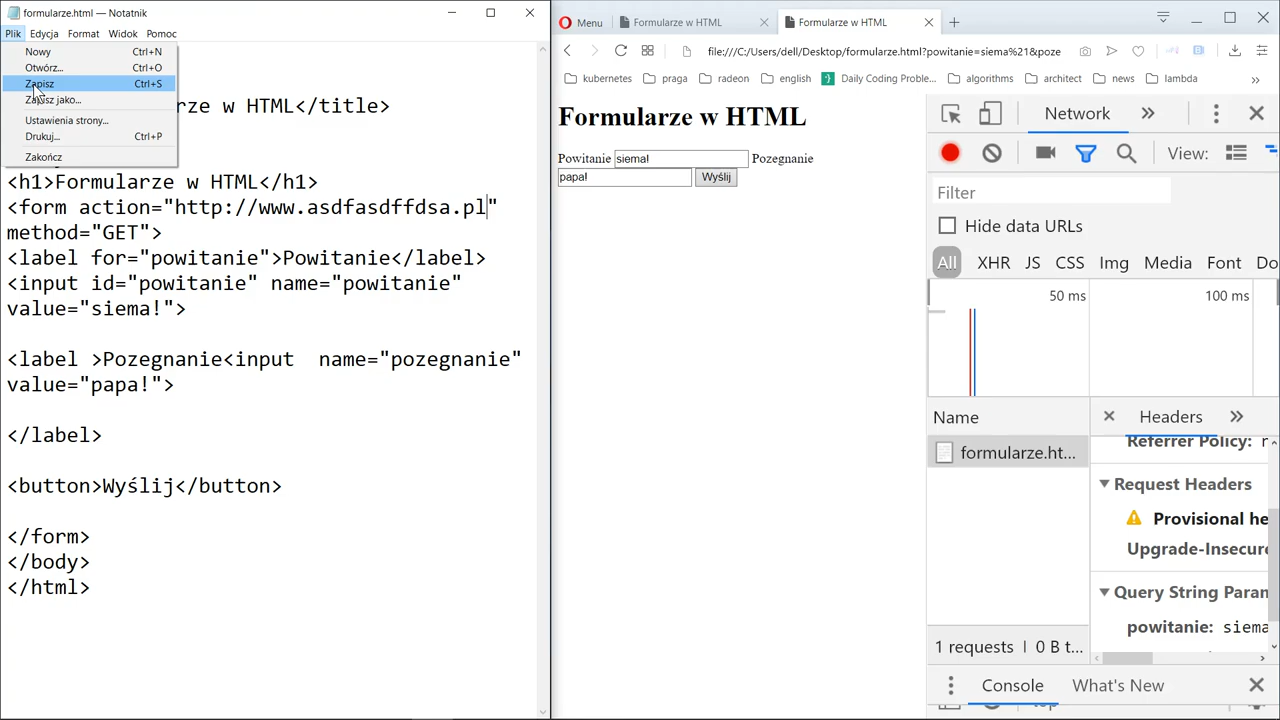 formularze.html — Notatnik
Plik Edycja Format Widok Pomoc
Nowy Ctrl+N
Otwórz... Ctrl+O
Zapisz Ctrl+S
Zapisz jako...
Ustawienia strony...
Drukuj... Ctrl+P
Zakończ
rze w HTML</title>
<h1>Formularze w HTML</h1>
<form action="http://www.asdfasdffdsa.pl"
method="GET">
<label for="powitanie">Powitanie</label>
<input id="powitanie" name="powitanie"
value="siema!">
<label >Pozegnanie<input  name="pozegnanie"
value="papa!">
</label>
<button>Wyślij</button>
</form>
</body>
</html>
Menu
Formularze w HTML
Formularze w HTML
file:///C:/Users/dell/Desktop/formularze.html?powitanie=siema%21&poze
kubernetes praga radeon english Daily Coding Proble... algorithms architect news lambda
Formularze w HTML
Powitanie siema! Pozegnanie
papa! Wyślij
Network
View:
Filter
Hide data URLs
All XHR JS CSS Img Media Font Do
50 ms 100 ms
Name
Headers
formularze.ht...
Referrer Policy:
Request Headers
Provisional he
Upgrade-Insecure
Query String Paran
powitanie: siema
1 requests | 0 B t...
Console What's New
top